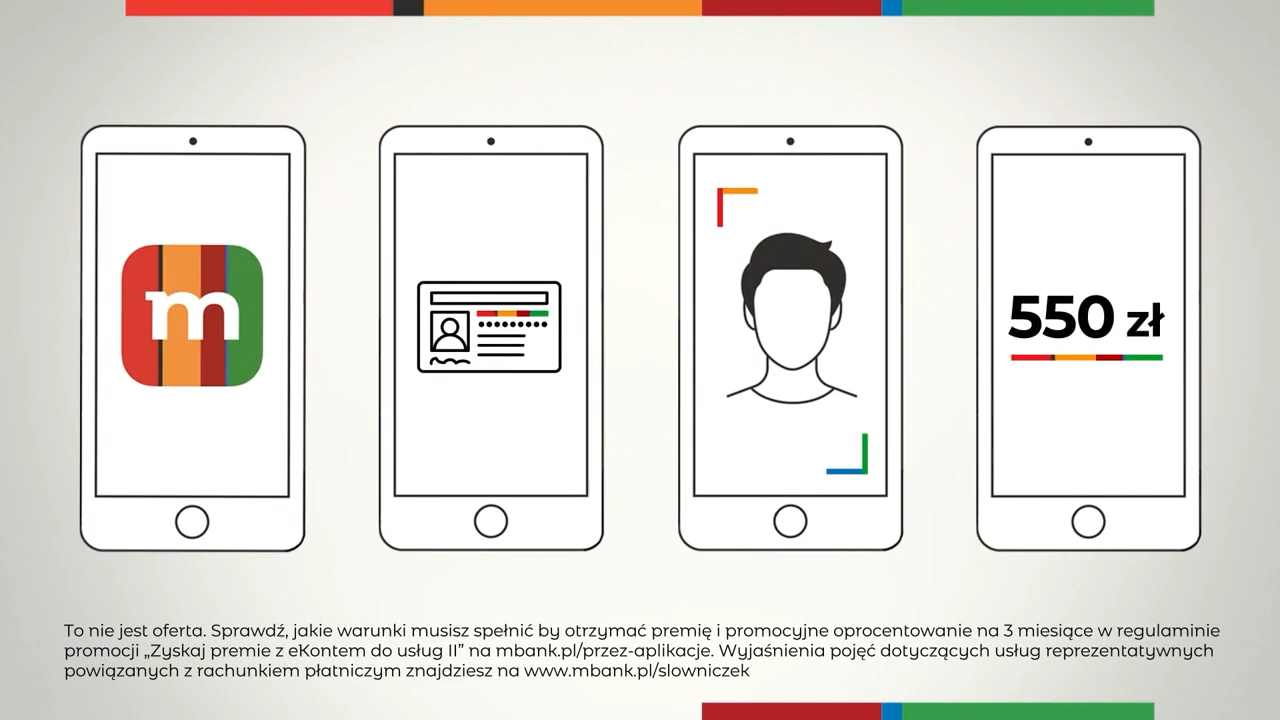 m
550 zł
To nie jest oferta. Sprawdź, jakie warunki musisz spełnić by otrzymać premię i promocyjne oprocentowanie na 3 miesiące w regulaminie
promocji „Zyskaj premie z eKontem do usług II” na mbank.pl/przez-aplikacje. Wyjaśnienia pojęć dotyczących usług reprezentatywnych
powiązanych z rachunkiem płatniczym znajdziesz na www.mbank.pl/slowniczek